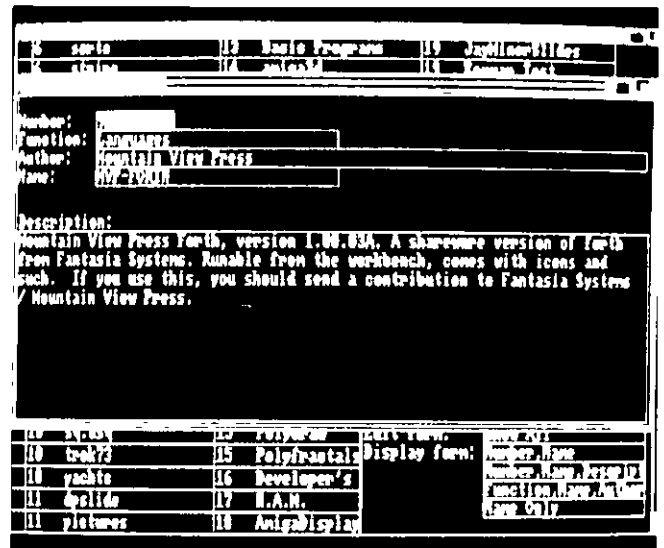 6 sorta 13 Basic Programs 19 JayMinerSlides
14
Number:
Function: Languages
Author: Mountain View Press
Name: MVP-FORTH
Description:
Mountain View Press Forth, version 1.00.03A. A shareware version of forth
from Fantasia Systems. Runable from the workbench, comes with icons and
such. If you use this, you should send a contribution to Fantasia Systems
/ Mountain View Press.
10
10 trek73 15 Polyfractals Display form: Number,Name
10 yachts 16 Developer's Number,Name,Descript
11 dpslide 17 H.A.M. Function,Name,Author
11 pictures 18 AmigaDisplay Name Only